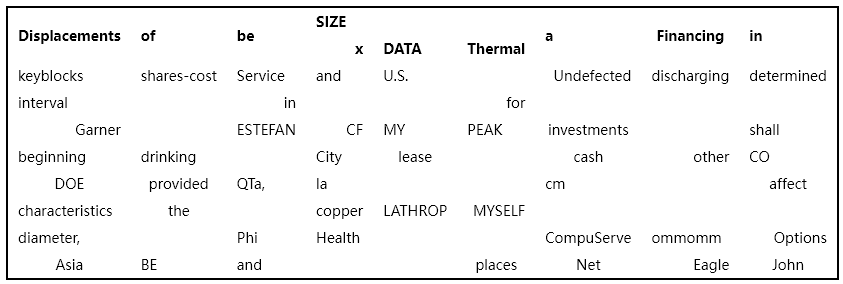 Displacements of be SIZE x DATA Thermal a Financing in
keyblocks shares-cost Service and U.S. Undefected discharging determined
interval in for
Garner ESTEFAN CF MY PEAK investments shall
beginning drinking City lease cash other CO
DOE provided QTa, la cm affect
characteristics the copper LATHROP MYSELF
diameter, Phi Health CompuServe ommomm Options
Asia BE and places Net Eagle John